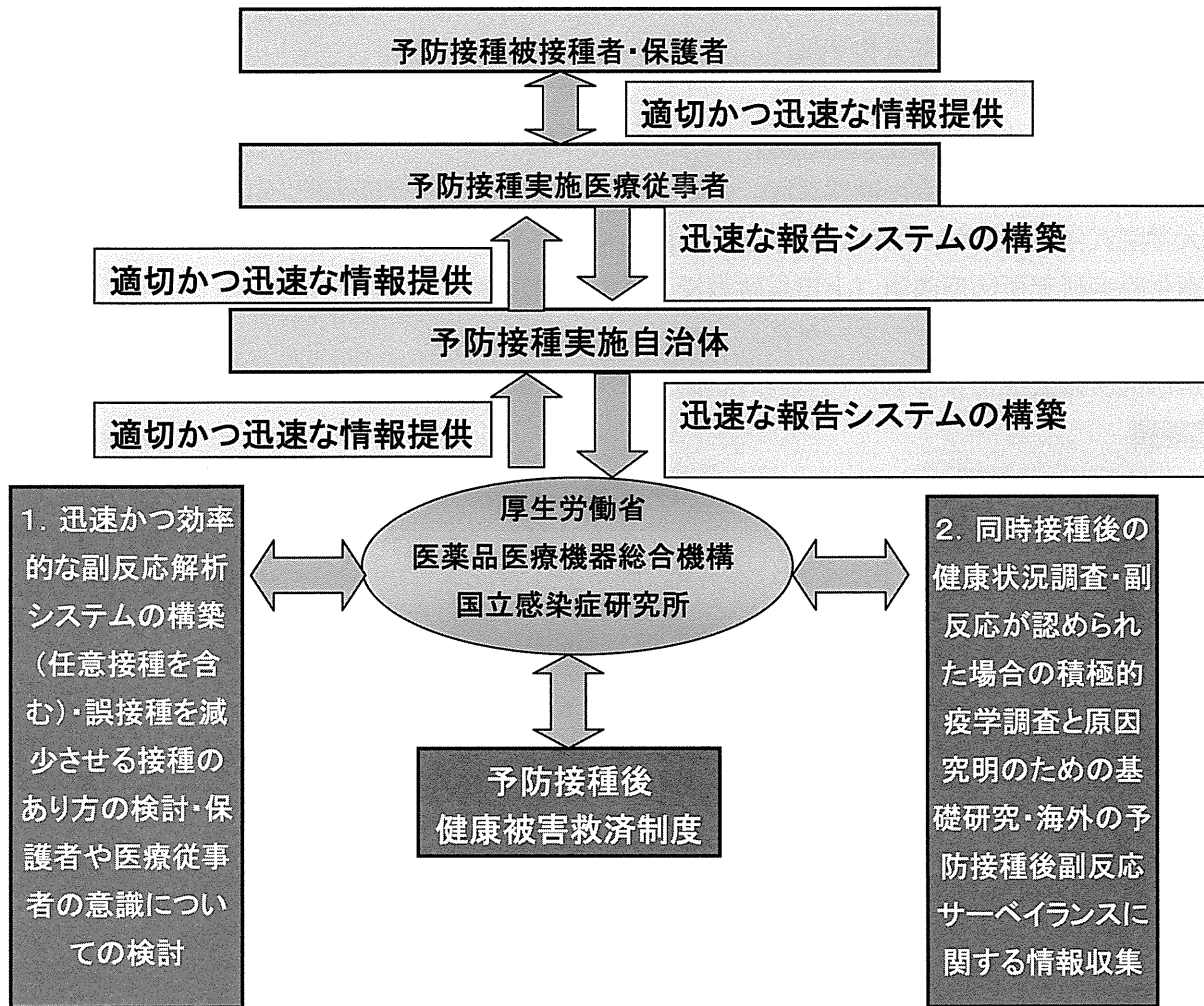 予防接種被接種者・保護者
適切かつ迅速な情報提供
予防接種実施医療従事者
迅速な報告システムの構築
適切かつ迅速な情報提供
予防接種実施自治体
迅速な報告システムの構築
適切かつ迅速な情報提供
厚生労働省
医薬品医療機器総合機構
国立感染症研究所
1. 迅速かつ効率
的な副反応解析
システムの構築
（任意接種を含
む）・誤接種を減
少させる接種の
あり方の検討・保
護者や医療従事
者の意識につい
ての検討
2. 同時接種後の
健康状況調査・副
反応が認められ
た場合の積極的
疫学調査と原因
究明のための基
礎研究・海外の予
防接種後副反応
サーベイランスに
関する情報収集
予防接種後
健康被害救済制度